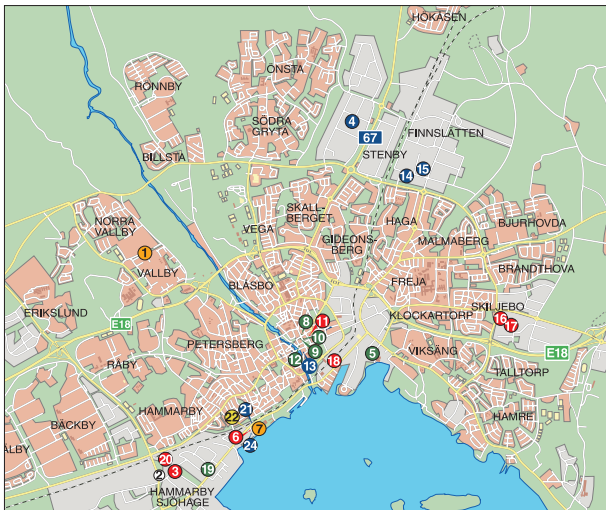 HÖKÅSEN
ÖNSTA
RÖNNBY
4
SÖDRA
GRYTA
67
FINNSLÄTTEN
BILLSTA
STENBY
14
15
SKALL-
BERGET
NORRA
VALLBY
VEGA
HAGA
BJURHOVDA
GIDEONS-
BERG
MALMABERG
1
VALLBY
BRANDTHOVA
BLÅSBO
FREJA
ERIKSLUND
SKILJEBO
E18
8
11
KLOCKARTORP
16
17
PETERSBERG
10
9
5
VIKSÄNG
E18
RÅBY
12
13
18
TALLTORP
HAMMARBY
22
21
HAMRE
BÄCKBY
6
7
24
ÄLBY
20
2
3
19
HAMMARBY
SJÖHAGE